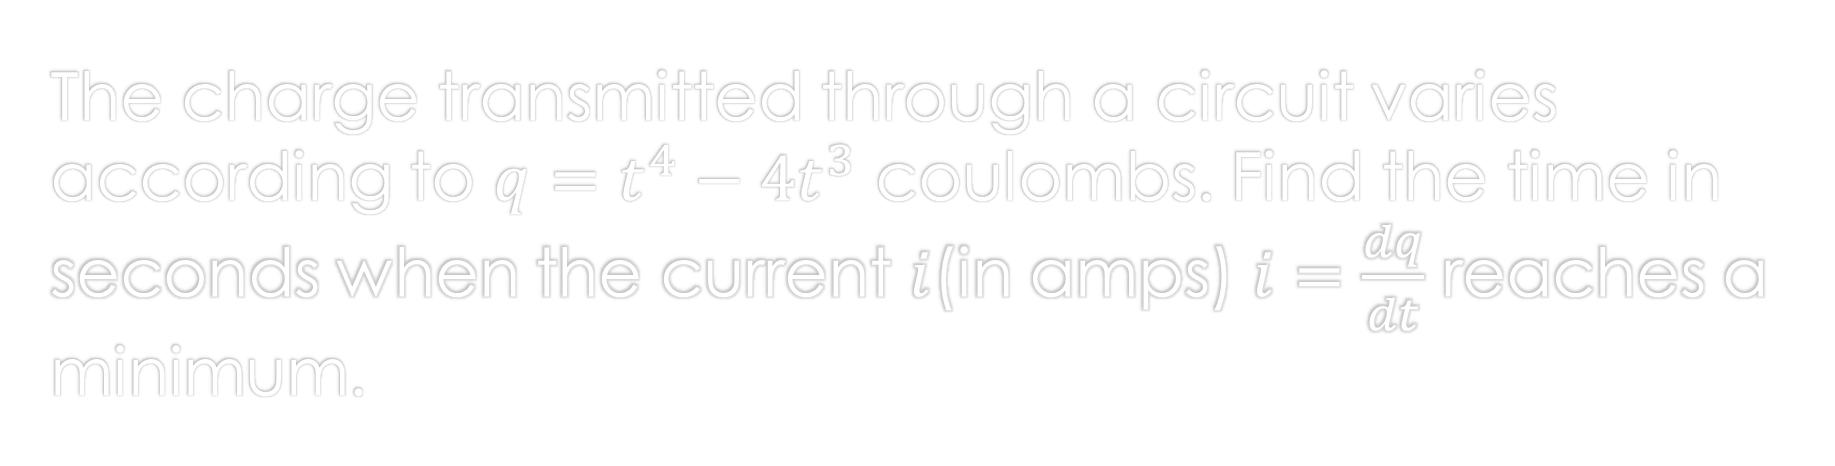 The charge transmitted through a circuit varies
according to q = t⁴ − 4t³ coulombs. Find the time in
seconds when the current i(in amps) i = dq/dt reaches a
minimum.